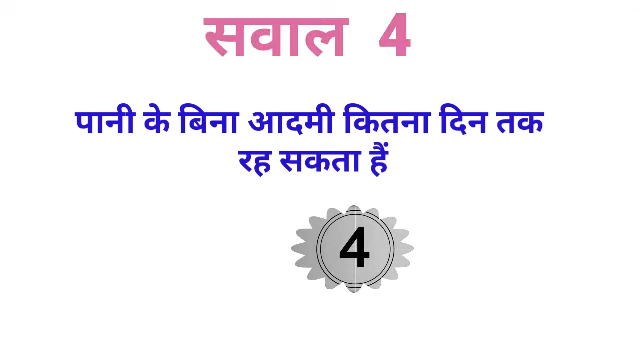 सवाल 4
पानी के बिना आदमी कितना दिन तक
रह सकता हैं
4